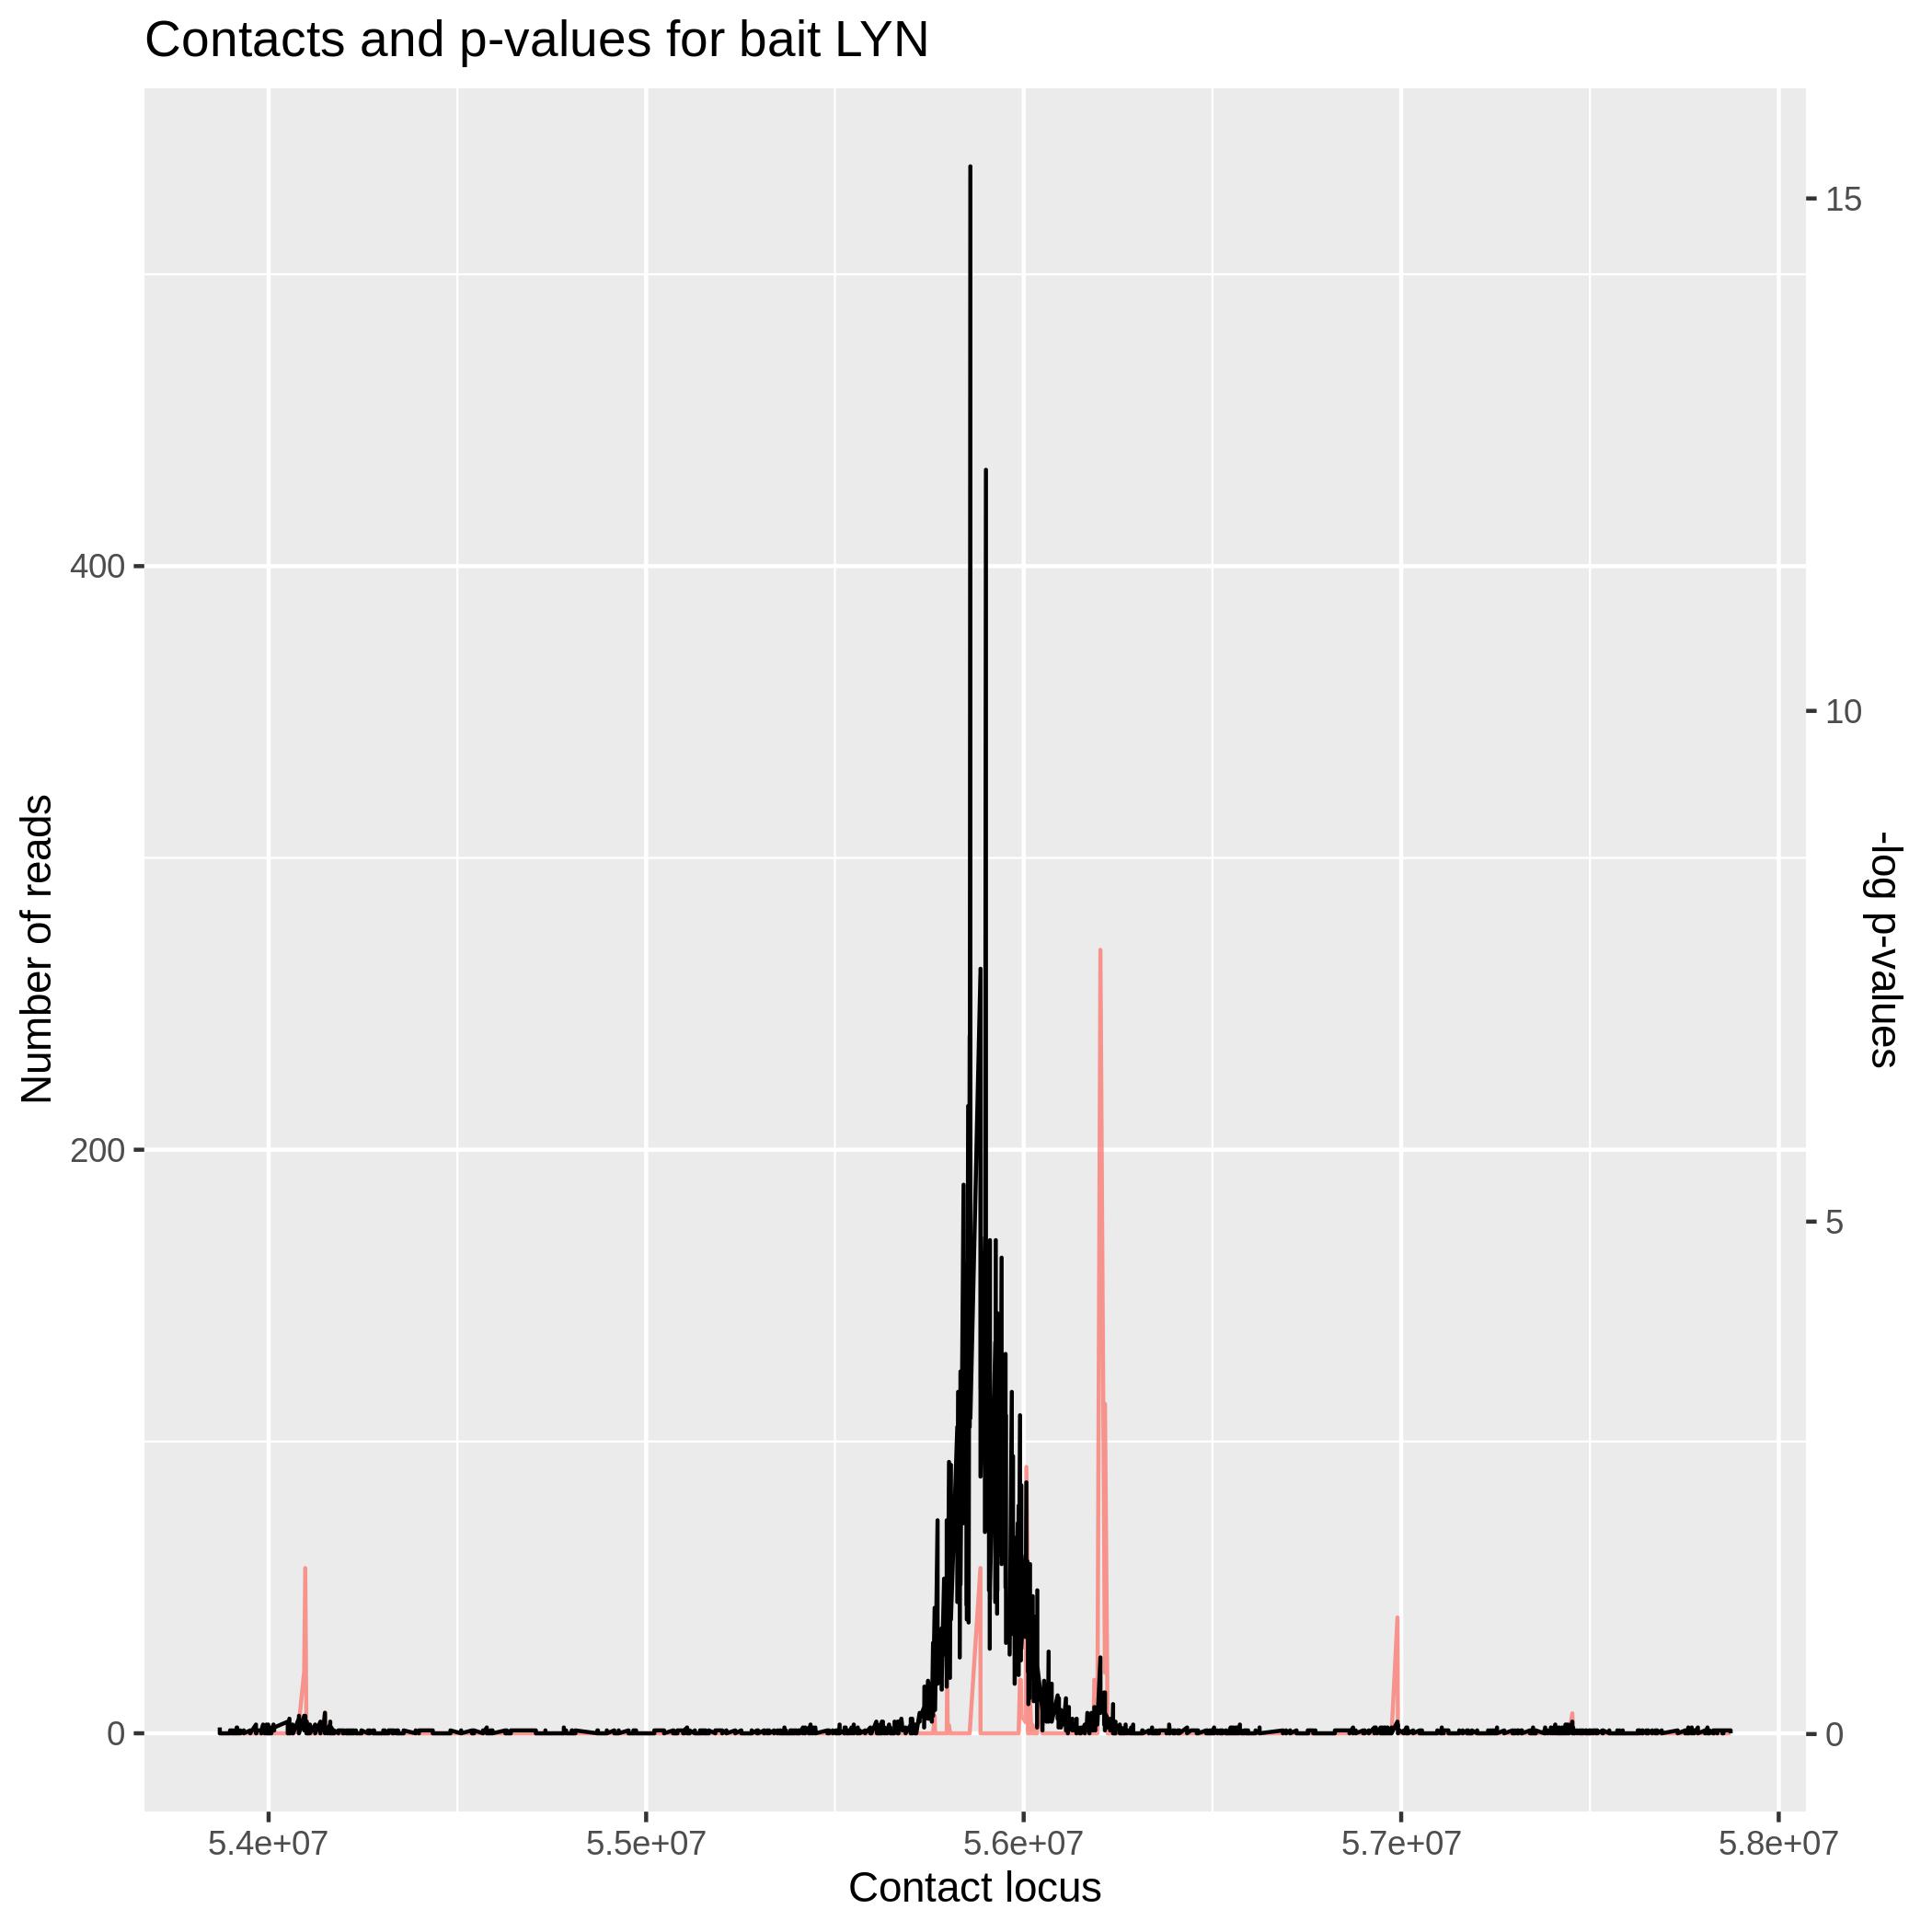 Contacts and p-values for bait LYN
Number of reads
400
200
0
15
10
5
0
-log p-values
5.4e+07 5.5e+07 5.6e+07 5.7e+07 5.8e+07
Contact locus